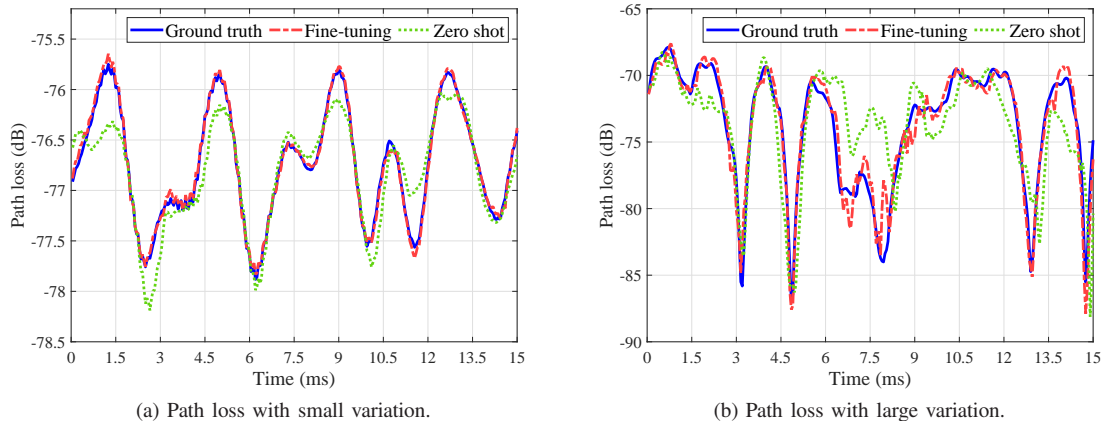 Ground truth Fine-tuning Zero shot
-75.5
-76
-76.5
-77
-77.5
-78
-78.5
Path loss (dB)
0 1.5 3 4.5 6 7.5 9 10.5 12 13.5 15
Time (ms)
(a) Path loss with small variation.
Ground truth Fine-tuning Zero shot
-65
-70
-75
-80
-85
-90
Path loss (dB)
0 1.5 3 4.5 6 7.5 9 10.5 12 13.5 15
Time (ms)
(b) Path loss with large variation.